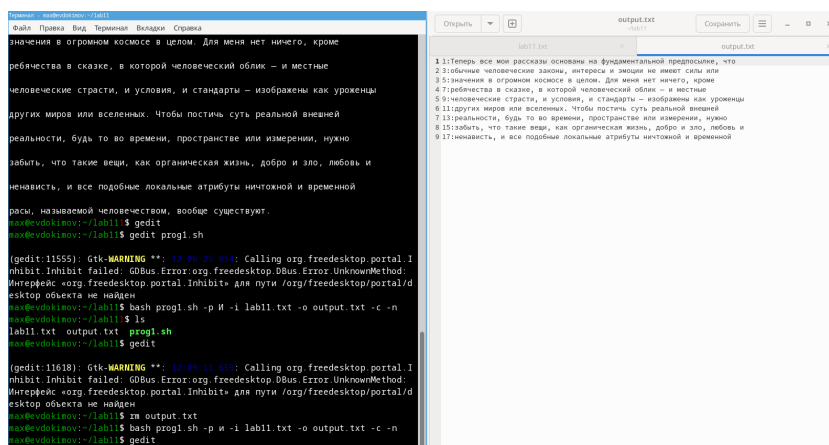 Терминал - max@evdokimov:~/lab11
Файл Правка Вид Терминал Вкладки Справка
значения в огромном космосе в целом. Для меня нет ничего, кроме
ребячества в сказке, в которой человеческий облик — и местные
человеческие страсти, и условия, и стандарты — изображены как уроженцы
других миров или вселенных. Чтобы постичь суть реальной внешней
реальности, будь то во времени, пространстве или измерении, нужно
забыть, что такие вещи, как органическая жизнь, добро и зло, любовь и
ненависть, и все подобные локальные атрибуты ничтожной и временной
расы, называемой человечеством, вообще существуют.
max@evdokimov:~/lab11$ gedit
max@evdokimov:~/lab11$ gedit prog1.sh
(gedit:11555): Gtk-WARNING **: : Calling org.freedesktop.portal.I
nhibit.Inhibit failed: GDBus.Error:org.freedesktop.DBus.Error.UnknownMethod:
Интерфейс «org.freedesktop.portal.Inhibit» для пути /org/freedesktop/portal/d
esktop объекта не найден
max@evdokimov:~/lab11$ bash prog1.sh -p И -i lab11.txt -o output.txt -c -n
max@evdokimov:~/lab11$ ls
lab11.txt output.txt prog1.sh
max@evdokimov:~/lab11$ gedit
(gedit:11618): Gtk-WARNING **: : Calling org.freedesktop.portal.I
nhibit.Inhibit failed: GDBus.Error:org.freedesktop.DBus.Error.UnknownMethod:
Интерфейс «org.freedesktop.portal.Inhibit» для пути /org/freedesktop/portal/d
esktop объекта не найден
max@evdokimov:~/lab11$ rm output.txt
max@evdokimov:~/lab11$ bash prog1.sh -p и -i lab11.txt -o output.txt -c -n
max@evdokimov:~/lab11$ gedit
Открыть
output.txt
~/lab11
Сохранить
lab11.txt
output.txt
1 1:Теперь все мои рассказы основаны на фундаментальной предпосылке, что
2 3:обычные человеческие законы, интересы и эмоции не имеют силы или
3 5:значения в огромном космосе в целом. Для меня нет ничего, кроме
4 7:ребячества в сказке, в которой человеческий облик — и местные
5 9:человеческие страсти, и условия, и стандарты — изображены как уроженцы
6 11:других миров или вселенных. Чтобы постичь суть реальной внешней
7 13:реальности, будь то во времени, пространстве или измерении, нужно
8 15:забыть, что такие вещи, как органическая жизнь, добро и зло, любовь и
9 17:ненависть, и все подобные локальные атрибуты ничтожной и временной